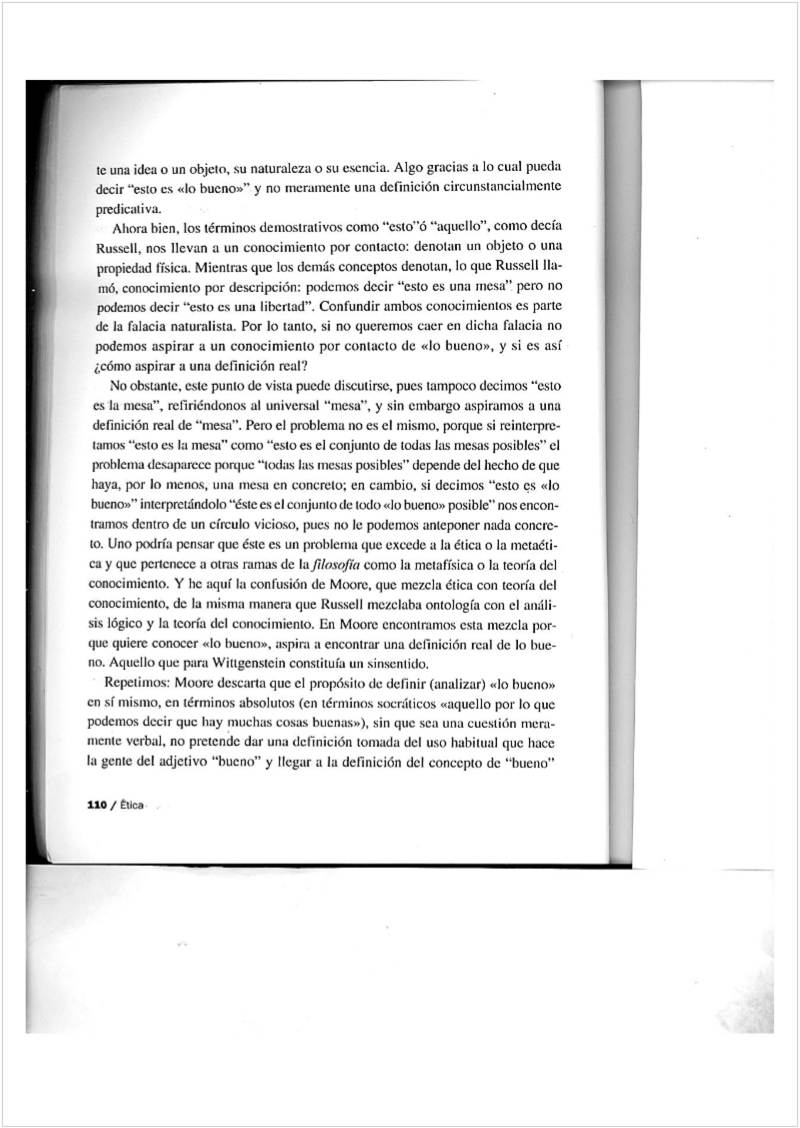 te una idea o un objeto, su naturaleza o su esencia. Algo gracias a lo cual pueda
decir “esto es «lo bueno»” y no meramente una definición circunstancialmente
predicativa.
Ahora bien, los términos demostrativos como “esto”ó “aquello”, como decía
Russell, nos llevan a un conocimiento por contacto: denotan un objeto o una
propiedad física. Mientras que los demás conceptos denotan, lo que Russell lla-
mó, conocimiento por descripción: podemos decir “esto es una mesa” pero no
podemos decir “esto es una libertad”. Confundir ambos conocimientos es parte
de la falacia naturalista. Por lo tanto, si no queremos caer en dicha falacia no
podemos aspirar a un conocimiento por contacto de «lo bueno», y si es así
¿cómo aspirar a una definición real?
No obstante, este punto de vista puede discutirse, pues tampoco decimos “esto
es la mesa”, refiriéndonos al universal “mesa”, y sin embargo aspiramos a una
definición real de “mesa”. Pero el problema no es el mismo, porque si reinterpre-
tamos “esto es la mesa” como “esto es el conjunto de todas las mesas posibles” el
problema desaparece porque “todas las mesas posibles” depende del hecho de que
haya, por lo menos, una mesa en concreto; en cambio, si decimos “esto es «lo
bueno»” interpretándolo “éste es el conjunto de todo «lo bueno» posible” nos encon-
tramos dentro de un círculo vicioso, pues no le podemos anteponer nada concre-
to. Uno podría pensar que éste es un problema que excede a la ética o la metaéti-
ca y que pertenece a otras ramas de la filosofía como la metafísica o la teoría del
conocimiento. Y he aquí la confusión de Moore, que mezcla ética con teoría del
conocimiento, de la misma manera que Russell mezclaba ontología con el análi-
sis lógico y la teoría del conocimiento. En Moore encontramos esta mezcla por-
que quiere conocer «lo bueno», aspira a encontrar una definición real de lo bue-
no. Aquello que para Wittgenstein constituía un sinsentido.
Repetimos: Moore descarta que el propósito de definir (analizar) «lo bueno»
en sí mismo, en términos absolutos (en términos socráticos «aquello por lo que
podemos decir que hay muchas cosas buenas»), sin que sea una cuestión mera-
mente verbal, no pretende dar una definición tomada del uso habitual que hace
la gente del adjetivo “bueno” y llegar a la definición del concepto de “bueno”
110 / Ética